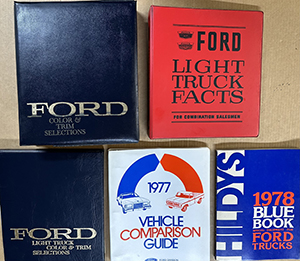 FORD
COLOR &
TRIM
SELECTIONS
FORD
LIGHT
TRUCK
FACTS
FOR COMBINATION SALESMEN
FORD
LIGHT TRUCK
COLOR & TRIM
SELECTIONS
1977
VEHICLE
COMPARISON
GUIDE
HILDYS
1978
BLUE
BOOK
FORD
TRUCKS